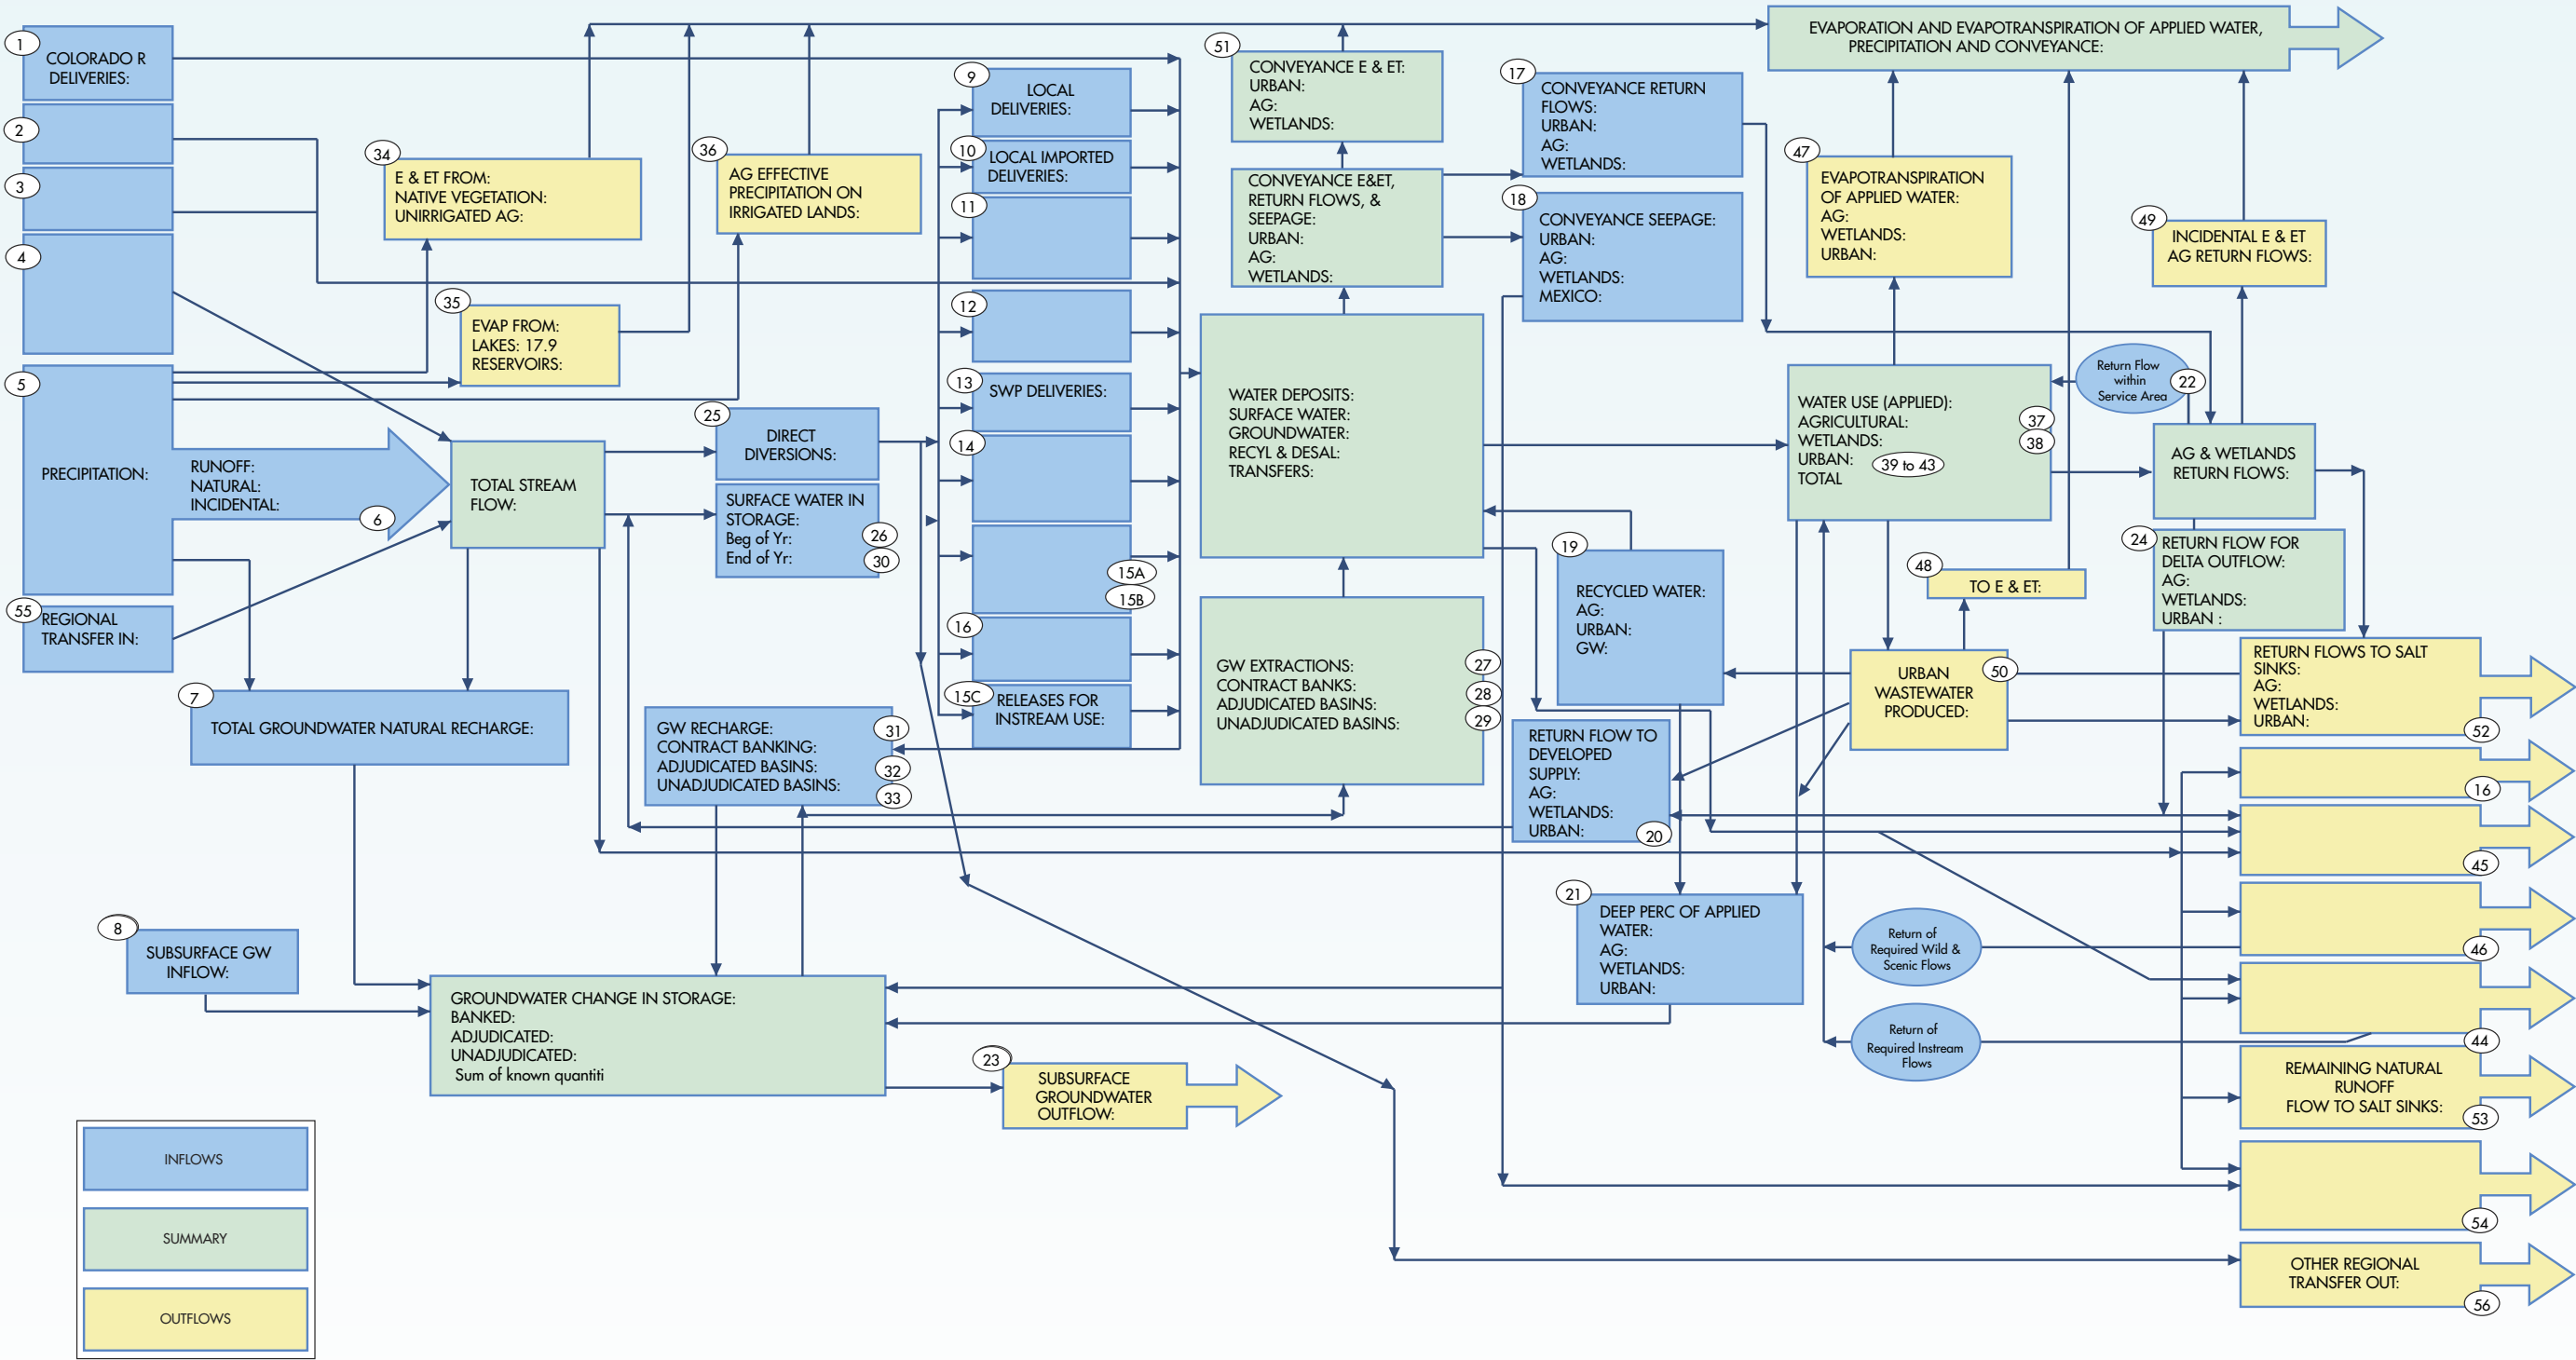 1
COLORADO R
DELIVERIES:
2
3
4
5
PRECIPITATION:
RUNOFF:
NATURAL:
INCIDENTAL:
6
55
REGIONAL
TRANSFER IN:
7
TOTAL GROUNDWATER NATURAL RECHARGE:
8
SUBSURFACE GW
INFLOW:
34
E & ET FROM:
NATIVE VEGETATION:
UNIRRIGATED AG:
35
EVAP FROM:
LAKES: 17.9
RESERVOIRS:
36
AG EFFECTIVE
PRECIPITATION ON
IRRIGATED LANDS:
TOTAL STREAM
FLOW:
25
DIRECT
DIVERSIONS:
SURFACE WATER IN
STORAGE:
Beg of Yr:
End of Yr:
26
30
GW RECHARGE:
CONTRACT BANKING:
ADJUDICATED BASINS:
UNADJUDICATED BASINS:
31
32
33
GROUNDWATER CHANGE IN STORAGE:
BANKED:
ADJUDICATED:
UNADJUDICATED:
Sum of known quantiti
23
SUBSURFACE
GROUNDWATER
OUTFLOW:
9
LOCAL
DELIVERIES:
10
LOCAL IMPORTED
DELIVERIES:
11
12
13
SWP DELIVERIES:
14
15A
15B
16
15C
RELEASES FOR
INSTREAM USE:
51
CONVEYANCE E & ET:
URBAN:
AG:
WETLANDS:
CONVEYANCE E&ET,
RETURN FLOWS, &
SEEPAGE:
URBAN:
AG:
WETLANDS:
WATER DEPOSITS:
SURFACE WATER:
GROUNDWATER:
RECYL & DESAL:
TRANSFERS:
GW EXTRACTIONS:
CONTRACT BANKS:
ADJUDICATED BASINS:
UNADJUDICATED BASINS:
27
28
29
17
CONVEYANCE RETURN
FLOWS:
URBAN:
AG:
WETLANDS:
18
CONVEYANCE SEEPAGE:
URBAN:
AG:
WETLANDS:
MEXICO:
19
RECYCLED WATER:
AG:
URBAN:
GW:
RETURN FLOW TO
DEVELOPED
SUPPLY:
AG:
WETLANDS:
URBAN:
20
21
DEEP PERC OF APPLIED
WATER:
AG:
WETLANDS:
URBAN:
EVAPORATION AND EVAPOTRANSPIRATION OF APPLIED WATER,
PRECIPITATION AND CONVEYANCE:
47
EVAPOTRANSPIRATION
OF APPLIED WATER:
AG:
WETLANDS:
URBAN:
49
INCIDENTAL E & ET
AG RETURN FLOWS:
Return Flow
within
Service Area
22
WATER USE (APPLIED):
AGRICULTURAL:
WETLANDS:
URBAN:
TOTAL
37
38
39 to 43
AG & WETLANDS
RETURN FLOWS:
24
RETURN FLOW FOR
DELTA OUTFLOW:
AG:
WETLANDS:
URBAN :
48
TO E & ET:
URBAN
WASTEWATER
PRODUCED:
50
RETURN FLOWS TO SALT
SINKS:
AG:
WETLANDS:
URBAN:
52
16
45
46
Return of
Required Wild &
Scenic Flows
Return of
Required Instream
Flows
44
REMAINING NATURAL
RUNOFF
FLOW TO SALT SINKS:
53
54
OTHER REGIONAL
TRANSFER OUT:
56
INFLOWS
SUMMARY
OUTFLOWS